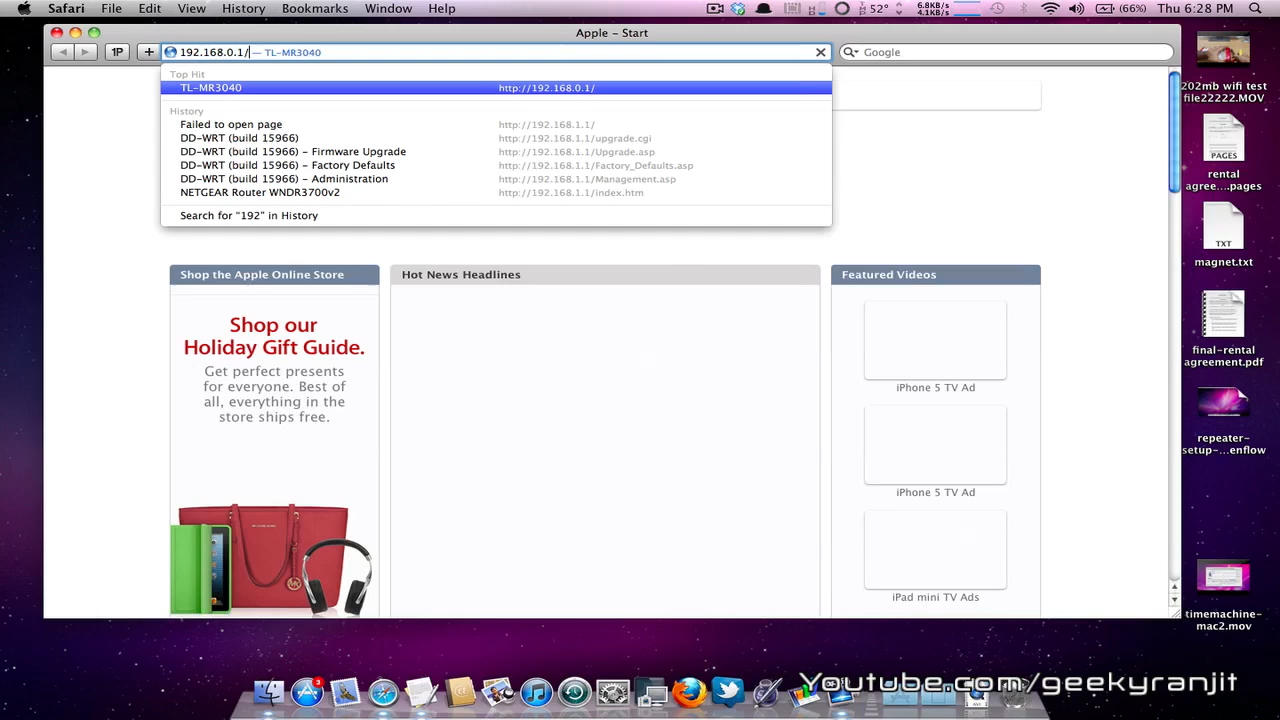 Safari File Edit View History Bookmarks Window Help
52° 6.8KB/s 4.1KB/s (66%) Thu 6:28 PM
Apple – Start
1P + 192.168.0.1/ — TL-MR3040 Google
Top Hit
TL-MR3040 http://192.168.0.1/
History
Failed to open page http://192.168.1.1/
DD-WRT (build 15966) http://192.168.1.1/upgrade.cgi
DD-WRT (build 15966) – Firmware Upgrade http://192.168.1.1/Upgrade.asp
DD-WRT (build 15966) – Factory Defaults http://192.168.1.1/Factory_Defaults.asp
DD-WRT (build 15966) – Administration http://192.168.1.1/Management.asp
NETGEAR Router WNDR3700v2 http://192.168.1.1/index.htm
Search for "192" in History
Shop the Apple Online Store
Shop our
Holiday Gift Guide.
Get perfect presents
for everyone. Best of
all, everything in the
store ships free.
Hot News Headlines
Featured Videos
iPhone 5 TV Ad
iPhone 5 TV Ad
iPad mini TV Ads
202mb wifi test
file22222.MOV
PAGES
rental
agree....pages
TXT
magnet.txt
final-rental
agreement.pdf
repeater-
setup-...enflow
timemachine-
mac2.mov
3
Youtube.com/geekyranjit